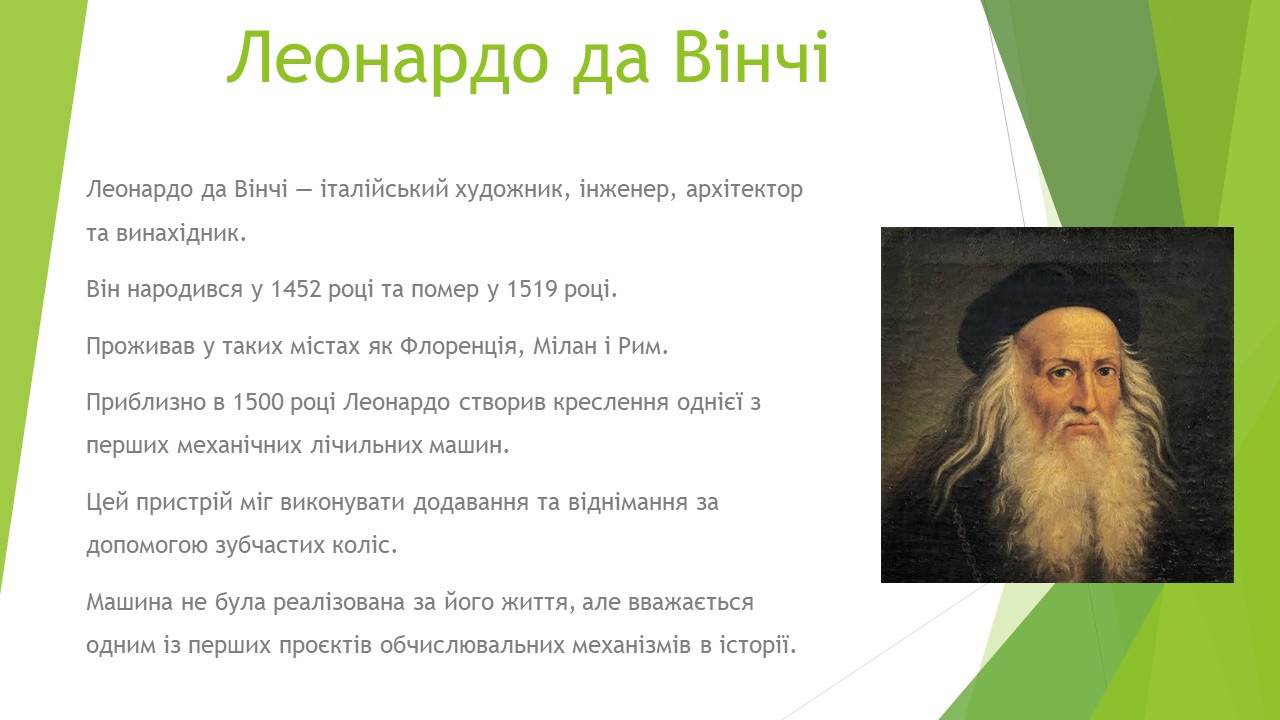 Леонардо да Вінчі
Леонардо да Вінчі — італійський художник, інженер, архітектор
та винахідник.
Він народився у 1452 році та помер у 1519 році.
Проживав у таких містах як Флоренція, Мілан і Рим.
Приблизно в 1500 році Леонардо створив креслення однієї з
перших механічних лічильних машин.
Цей пристрій міг виконувати додавання та віднімання за
допомогою зубчастих коліс.
Машина не була реалізована за його життя, але вважається
одним із перших проєктів обчислювальних механізмів в історії.